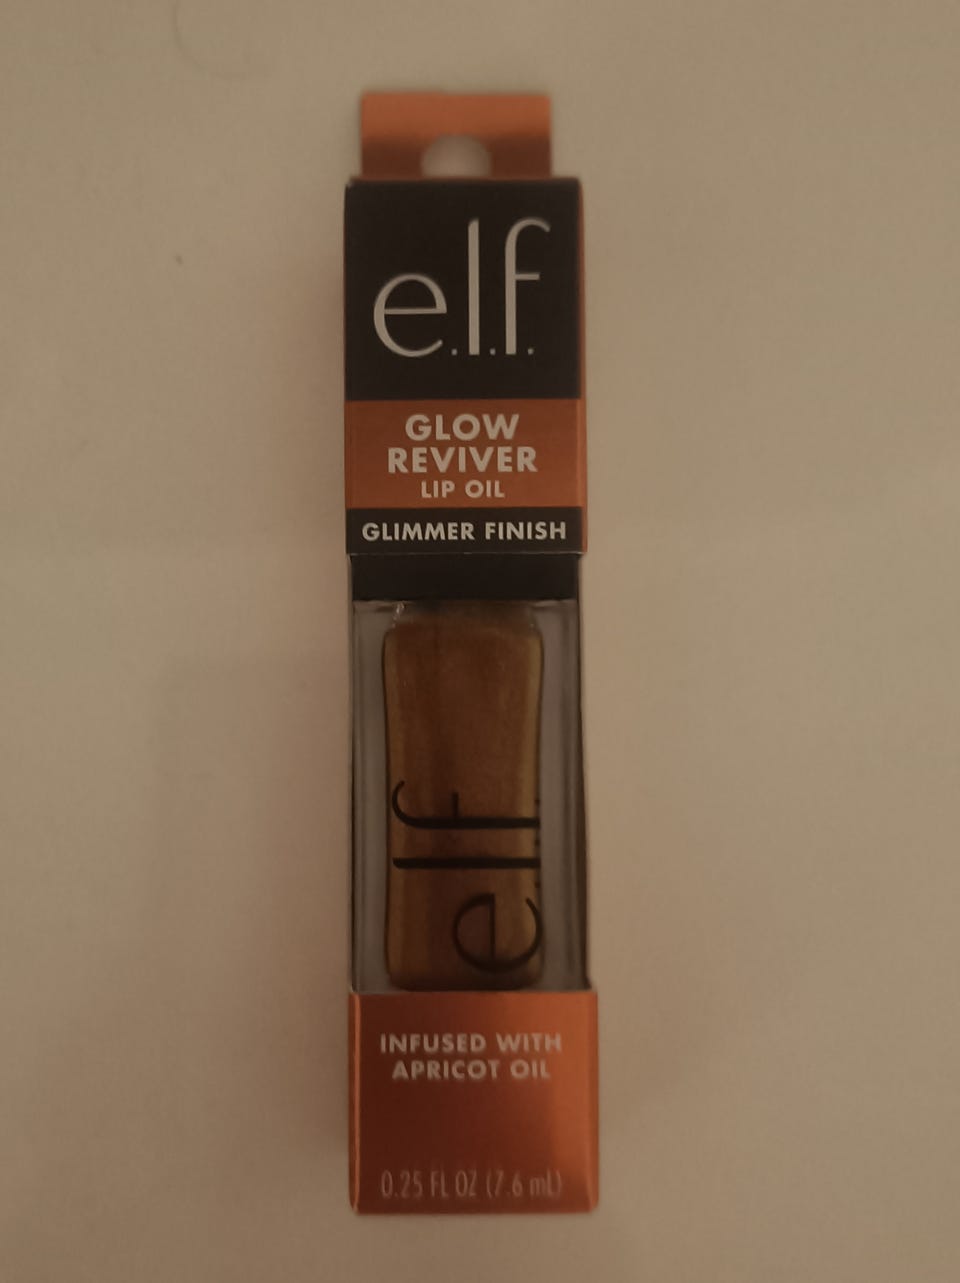 e.l.f.
GLOW
REVIVER
LIP OIL
GLIMMER FINISH
e.l.f.
INFUSED WITH
APRICOT OIL
0.25 FL OZ (7.6 mL)